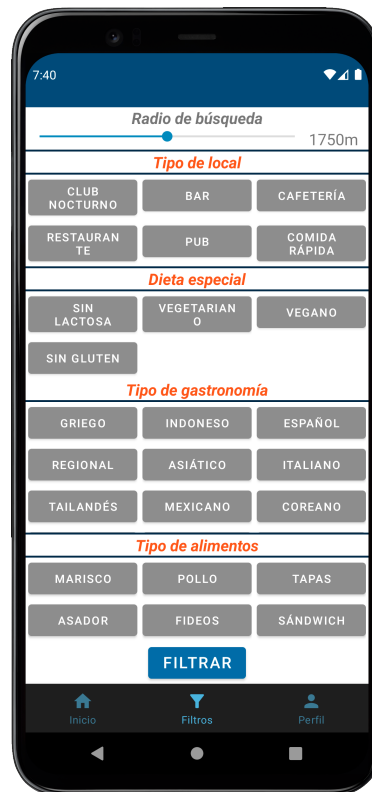 7:40
Radio de búsqueda
1750m
Tipo de local
CLUB NOCTURNO
BAR
CAFETERÍA
RESTAURAN
TE
PUB
COMIDA RÁPIDA
Dieta especial
SIN LACTOSA
VEGETARIAN
O
VEGANO
SIN GLUTEN
Tipo de gastronomía
GRIEGO
INDONESO
ESPAÑOL
REGIONAL
ASIÁTICO
ITALIANO
TAILANDÉS
MEXICANO
COREANO
Tipo de alimentos
MARISCO
POLLO
TAPAS
ASADOR
FIDEOS
SÁNDWICH
FILTRAR
Inicio
Filtros
Perfil